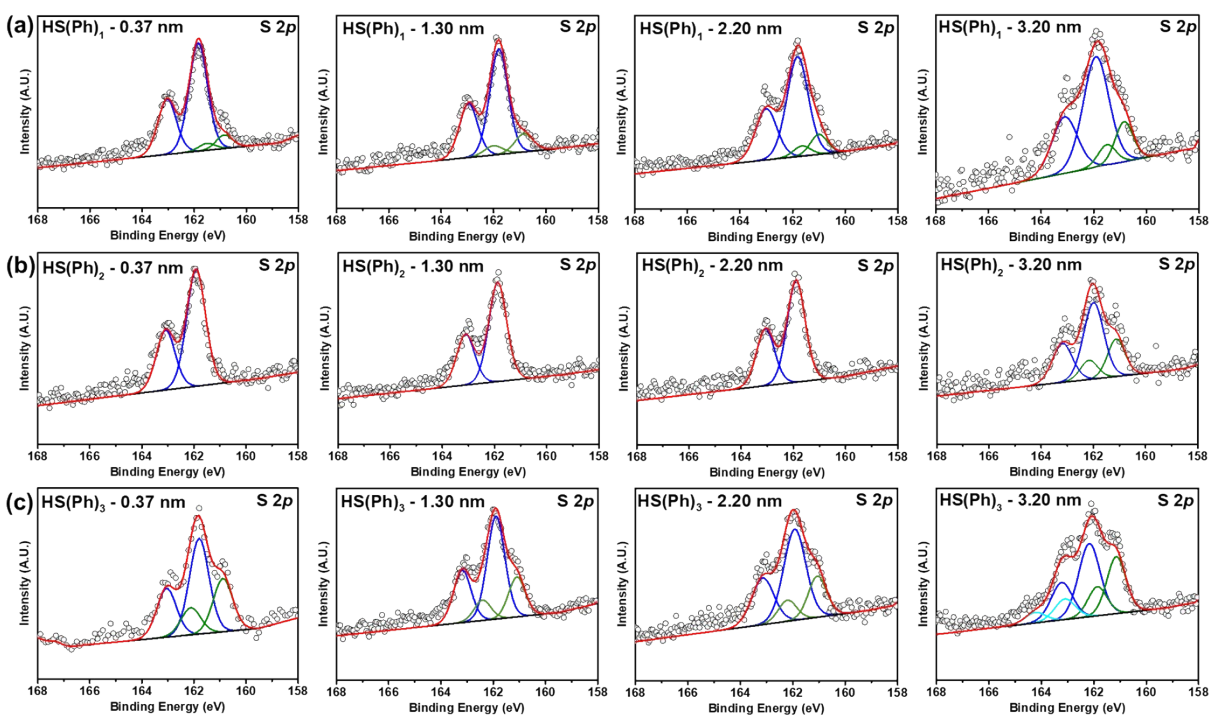 (a)
HS(Ph)₁ - 0.37 nm S 2p
Intensity (A.U.)
168 166 164 162 160 158
Binding Energy (eV)
HS(Ph)₁ - 1.30 nm S 2p
Intensity (A.U.)
168 166 164 162 160 158
Binding Energy (eV)
HS(Ph)₁ - 2.20 nm S 2p
Intensity (A.U.)
168 166 164 162 160 158
Binding Energy (eV)
HS(Ph)₁ - 3.20 nm S 2p
Intensity (A.U.)
168 166 164 162 160 158
Binding Energy (eV)
(b)
HS(Ph)₂ - 0.37 nm S 2p
Intensity (A.U.)
168 166 164 162 160 158
Binding Energy (eV)
HS(Ph)₂ - 1.30 nm S 2p
Intensity (A.U.)
168 166 164 162 160 158
Binding Energy (eV)
HS(Ph)₂ - 2.20 nm S 2p
Intensity (A.U.)
168 166 164 162 160 158
Binding Energy (eV)
HS(Ph)₂ - 3.20 nm S 2p
Intensity (A.U.)
168 166 164 162 160 158
Binding Energy (eV)
(c)
HS(Ph)₃ - 0.37 nm S 2p
Intensity (A.U.)
168 166 164 162 160 158
Binding Energy (eV)
HS(Ph)₃ - 1.30 nm S 2p
Intensity (A.U.)
168 166 164 162 160 158
Binding Energy (eV)
HS(Ph)₃ - 2.20 nm S 2p
Intensity (A.U.)
168 166 164 162 160 158
Binding Energy (eV)
HS(Ph)₃ - 3.20 nm S 2p
Intensity (A.U.)
168 166 164 162 160 158
Binding Energy (eV)